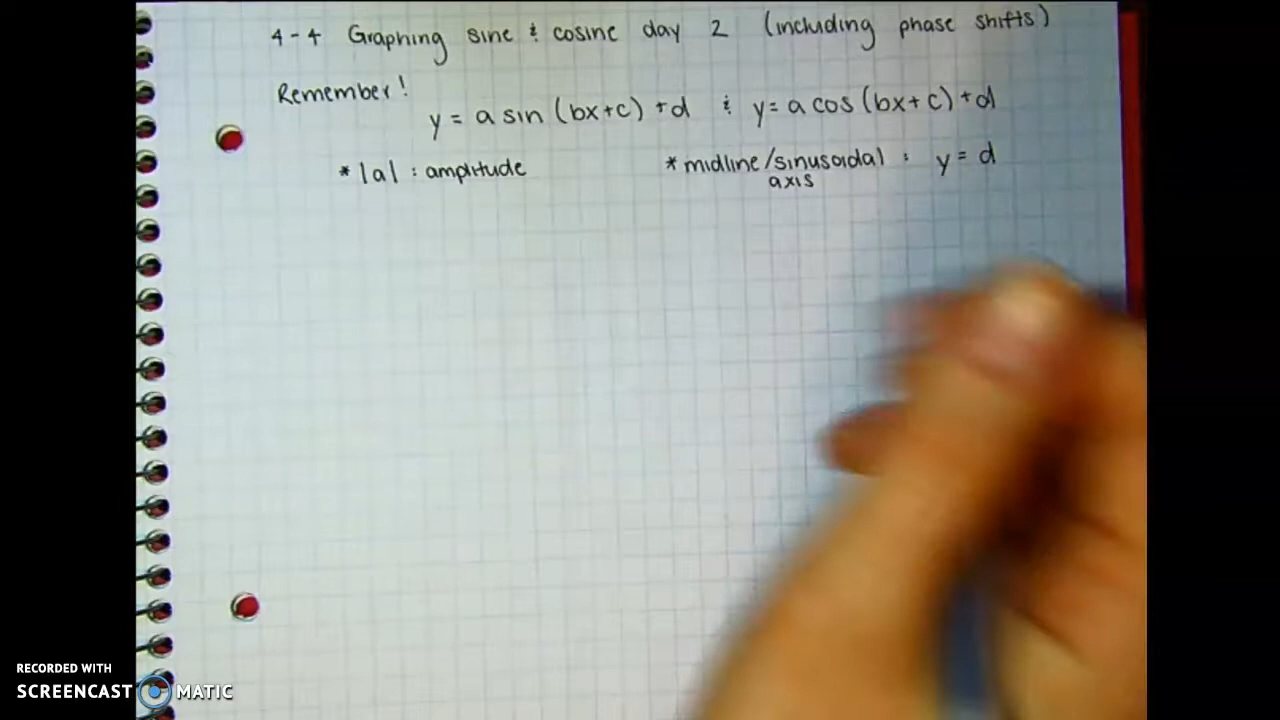 4-4 Graphing sine & cosine day 2 (including phase shifts)
Remember!
y = a sin (bx+c) +d & y= a cos (bx+c) +d
* |a| : amplitude * midline/sinusoidal : y = d
axis
RECORDED WITH
SCREENCAST MATIC